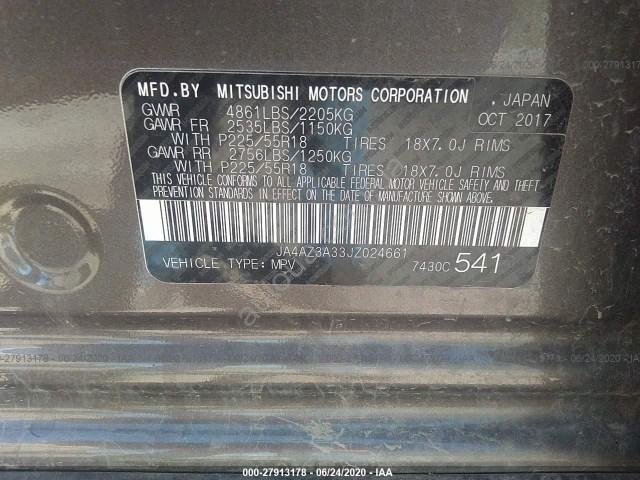 MFD.BY MITSUBISHI MOTORS CORPORATION , JAPAN
GVWR 4861LBS/2205KG OCT 2017
GAWR FR 2535LBS/1150KG
WITH P225/55R18 TIRES 18X7.0J RIMS
GAWR RR 2756LBS/1250KG
WITH P225/55R18 TIRES 18X7.0J RIMS
THIS VEHICLE CONFORMS TO ALL APPLICABLE FEDERAL MOTOR VEHICLE SAFETY AND THEFT
PREVENTION STANDARDS IN EFFECT ON THE DATE OF MANUFACTURE SHOWN ABOVE.
JA4AZ3A33JZ024661
VEHICLE TYPE: MPV 7430C 541
000-27913178 - 06/24/2020 - IAA